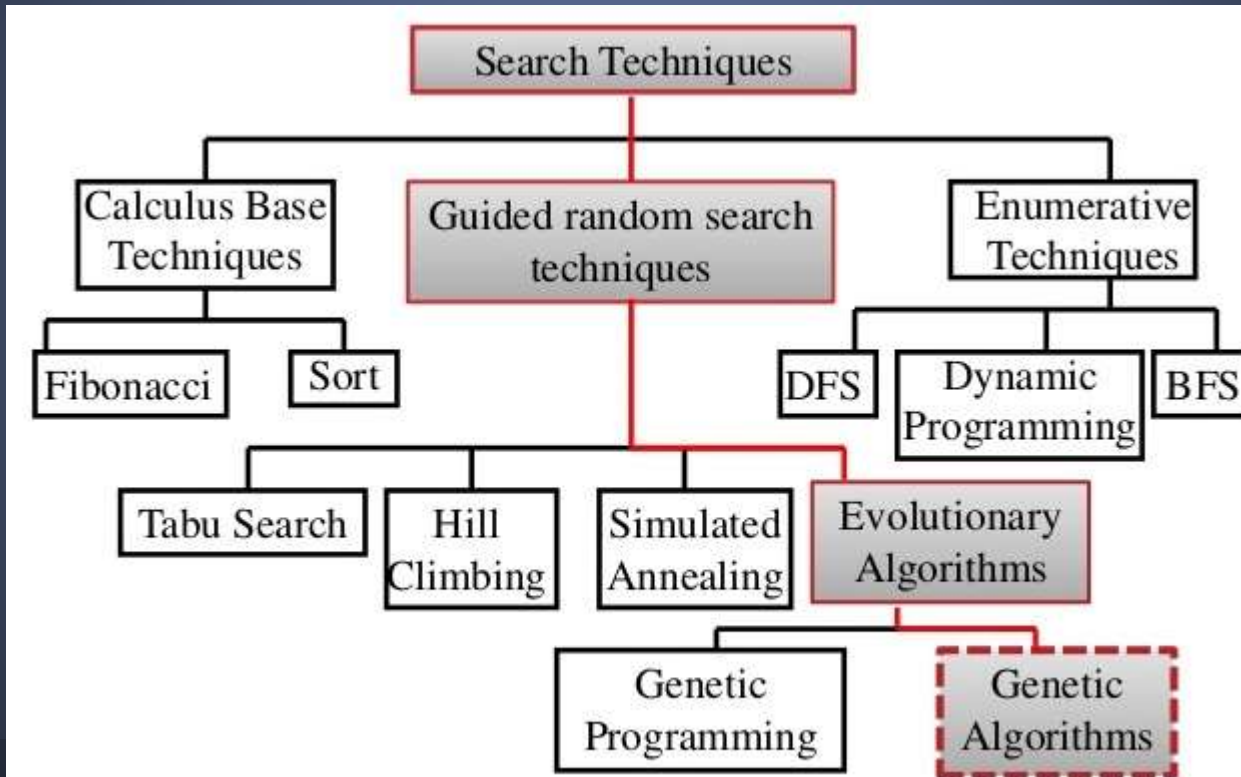 Search Techniques
Calculus Base
Techniques
Guided random search
techniques
Enumerative
Techniques
Fibonacci
Sort
DFS
Dynamic
Programming
BFS
Tabu Search
Hill
Climbing
Simulated
Annealing
Evolutionary
Algorithms
Genetic
Programming
Genetic
Algorithms